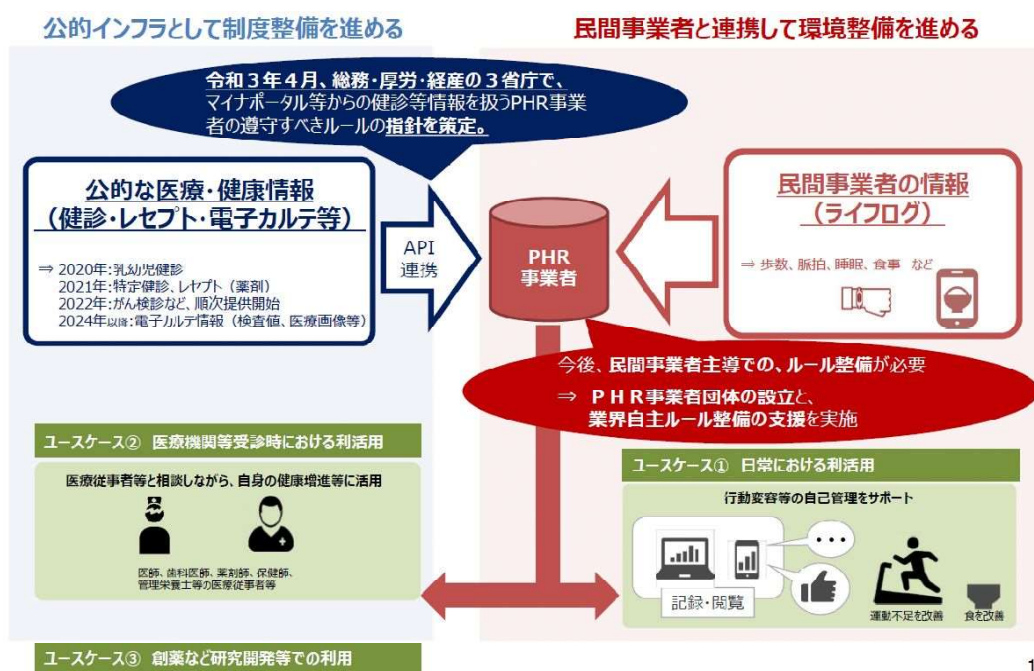 公的インフラとして制度整備を進める
民間事業者と連携して環境整備を進める
令和３年４月、総務・厚労・経産の３省庁で、
マイナポータル等からの健診等情報を扱うPHR事業
者の遵守すべきルールの指針を策定。
公的な医療・健康情報
（健診・レセプト・電子カルテ等）
⇒ 2020年:乳幼児健診
2021年:特定健診、レセプト（薬剤）
2022年:がん検診など、順次提供開始
2024年以降:電子カルテ情報（検査値、医療画像等）
API
連携
PHR
事業者
民間事業者の情報
（ライフログ）
⇒ 歩数、脈拍、睡眠、食事 など
今後、民間事業者主導での、ルール整備が必要
⇒ ＰＨＲ事業者団体の設立と、
業界自主ルール整備の支援を実施
ユースケース② 医療機関等受診時における利活用
医療従事者等と相談しながら、自身の健康増進等に活用
医師、歯科医師、薬剤師、保健師、
管理栄養士等の医療従事者等
ユースケース① 日常における利活用
行動変容等の自己管理をサポート
記録・閲覧
運動不足を改善
食を改善
ユースケース③ 創薬など研究開発等での利用
1